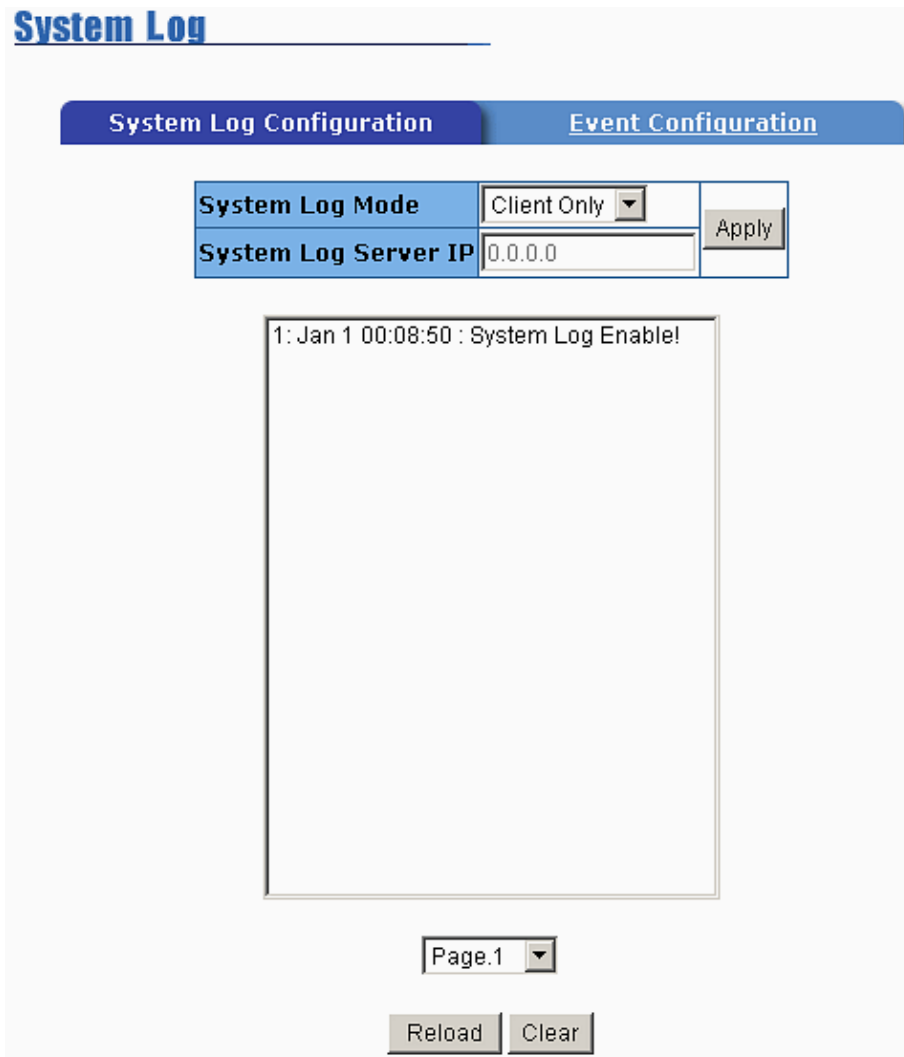 System Log
System Log Configuration
Event Configuration
System Log Mode
Client Only
Apply
System Log Server IP
0.0.0.0
1: Jan 1 00:08:50 : System Log Enable!
Page.1
Reload
Clear